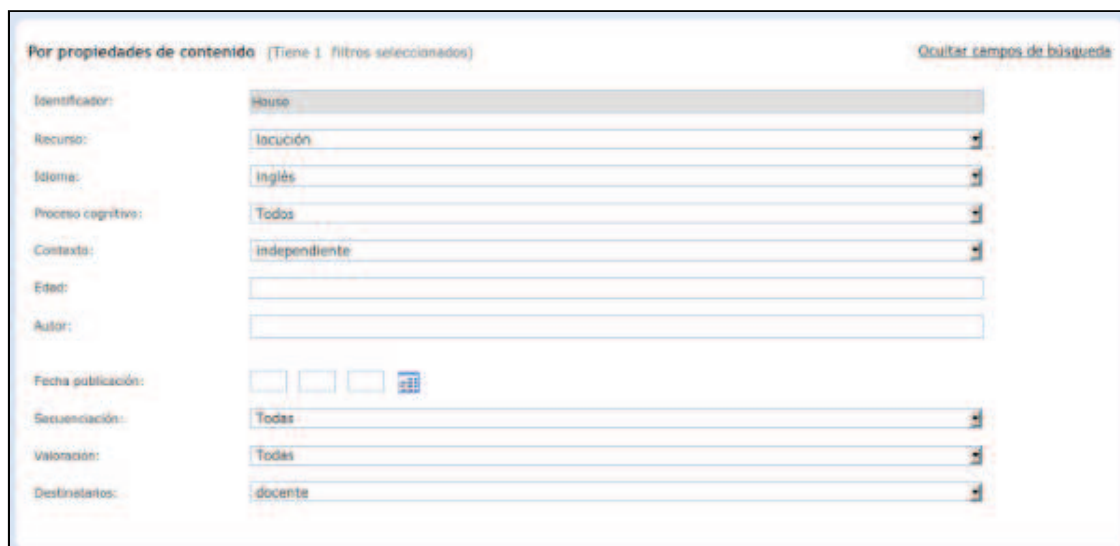 Por propiedades de contenido (Tiene 1 filtros seleccionados) Ocultar campos de búsqueda
Identificador: House
Recurso: locución
Idioma: inglés
Proceso cognitivo: Todos
Contexto: independiente
Edad:
Autor:
Fecha publicación:
Secuenciación: Todas
Valoración: Todas
Destinatarios: docente